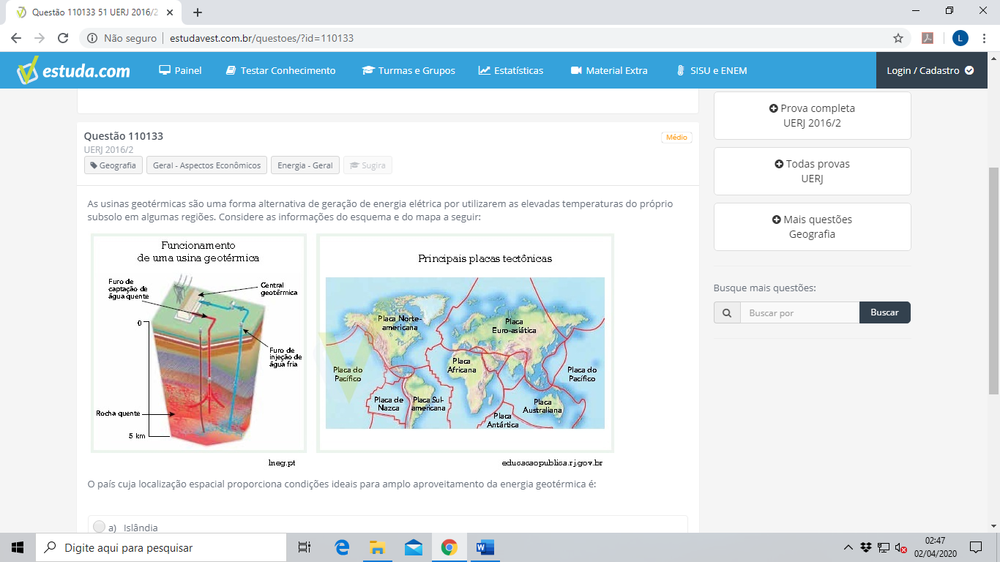 Questão 110133 51 UERJ 2016/2
Não seguro
estudavest.com.br/questoes/?id=110133
L
estuda.com
Painel
Testar Conhecimento
Turmas e Grupos
Estatísticas
Material Extra
SISU e ENEM
Login / Cadastro
Questão 110133
Médio
UERJ 2016/2
Geografia
Geral - Aspectos Econômicos
Energia - Geral
Sugira
As usinas geotérmicas são uma forma alternativa de geração de energia elétrica por utilizarem as elevadas temperaturas do próprio
subsolo em algumas regiões. Considere as informações do esquema e do mapa a seguir:
Funcionamento
de uma usina geotérmica
Furo de
captação de
água quente
Central
geotérmica
0
Furo de
injeção de
água fria
Rocha quente
5 km
lneg.pt
Principais placas tectônicas
Placa Norte-
americana
Placa
Euro-asiática
Placa do
Pacífico
Placa
Africana
Placa do
Pacífico
Placa de
Nazca
Placa Sul-
americana
Placa
Australiana
Placa
Antártica
educacaopublica.rj.gov.br
O país cuja localização espacial proporciona condições ideais para amplo aproveitamento da energia geotérmica é:
a) Islândia
Prova completa
UERJ 2016/2
Todas provas
UERJ
Mais questões
Geografia
Busque mais questões:
Buscar por
Buscar
Digite aqui para pesquisar
02:47
02/04/2020